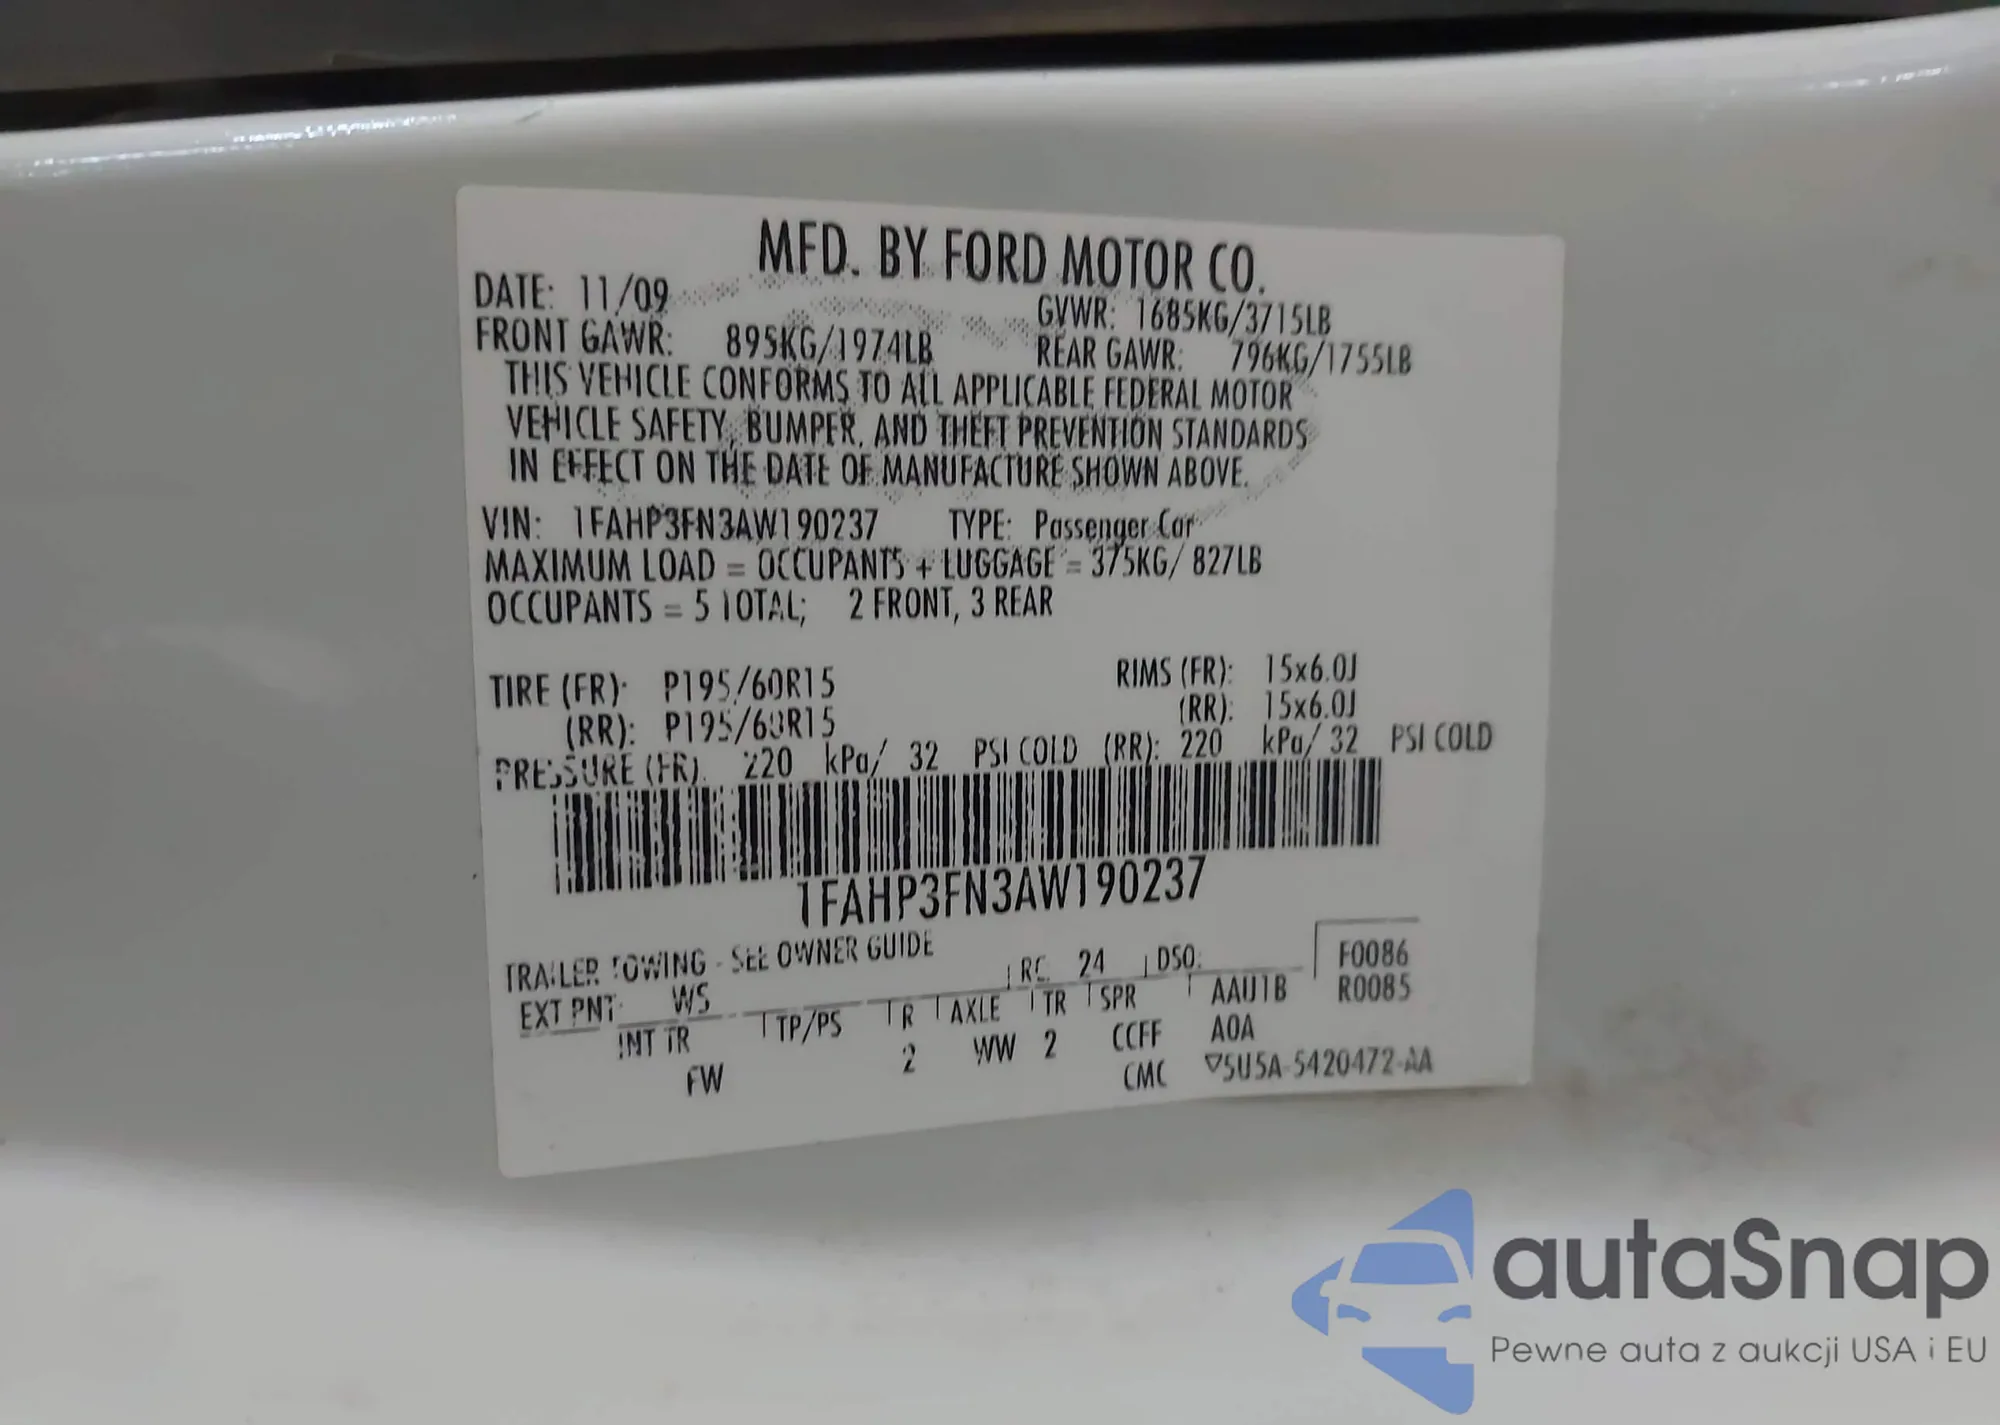 MFD. BY FORD MOTOR CO.
DATE: 11/09 GVWR: 1685KG/3715LB
FRONT GAWR: 895KG/1974LB REAR GAWR: 796KG/1755LB
THIS VEHICLE CONFORMS TO ALL APPLICABLE FEDERAL MOTOR
VEHICLE SAFETY, BUMPER, AND THEFT PREVENTION STANDARDS
IN EFFECT ON THE DATE OF MANUFACTURE SHOWN ABOVE.
VIN: 1FAHP3FN3AW190237 TYPE: Passenger Car
MAXIMUM LOAD = OCCUPANTS + LUGGAGE = 375KG/ 827LB
OCCUPANTS = 5 TOTAL; 2 FRONT, 3 REAR
TIRE (FR): P195/60R15 RIMS (FR): 15x6.0J
(RR): P195/60R15 (RR): 15x6.0J
PRESSURE (FR): 220 kPa/ 32 PSI COLD (RR): 220 kPa/ 32 PSI COLD
1FAHP3FN3AW190237
TRAILER TOWING - SEE OWNER GUIDE
EXT PNT: WS RC: 24 DSO: F0086
INT TR TP/PS R AXLE TR SPR AAU1B R0085
FW 2 WW 2 CCFF A0A
CMC ▽5U5A-5420472-AA
autaSnap
Pewne auta z aukcji USA i EU